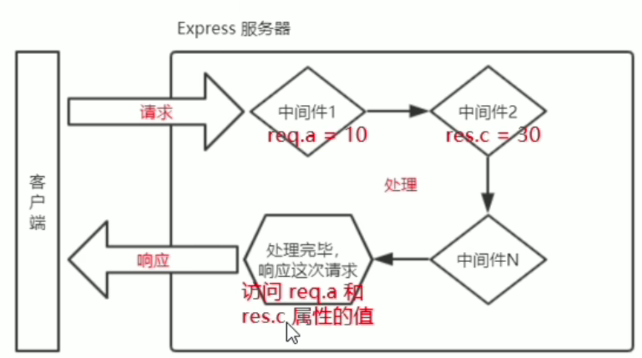 Express 服务器
客户端
请求
中间件1
req.a = 10
中间件2
res.c = 30
处理
中间件N
处理完毕，
响应这次请求
访问 req.a 和
res.c 属性的值
响应